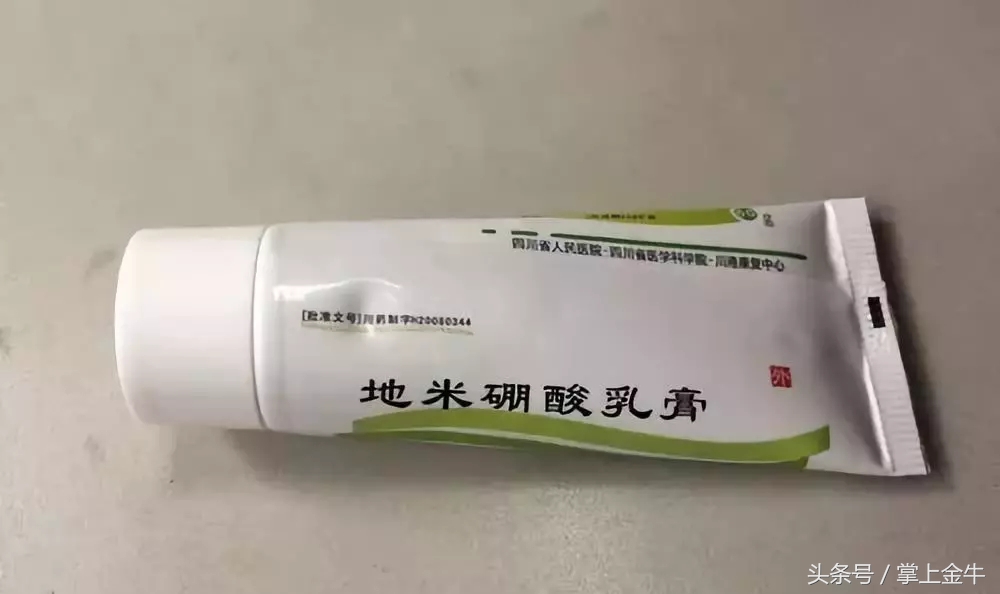 四川省人民医院-四川省医学科学院-川港康复中心
[批准文号]川药制字H20080344
外
地米硼酸乳膏
头条号 / 掌上金牛